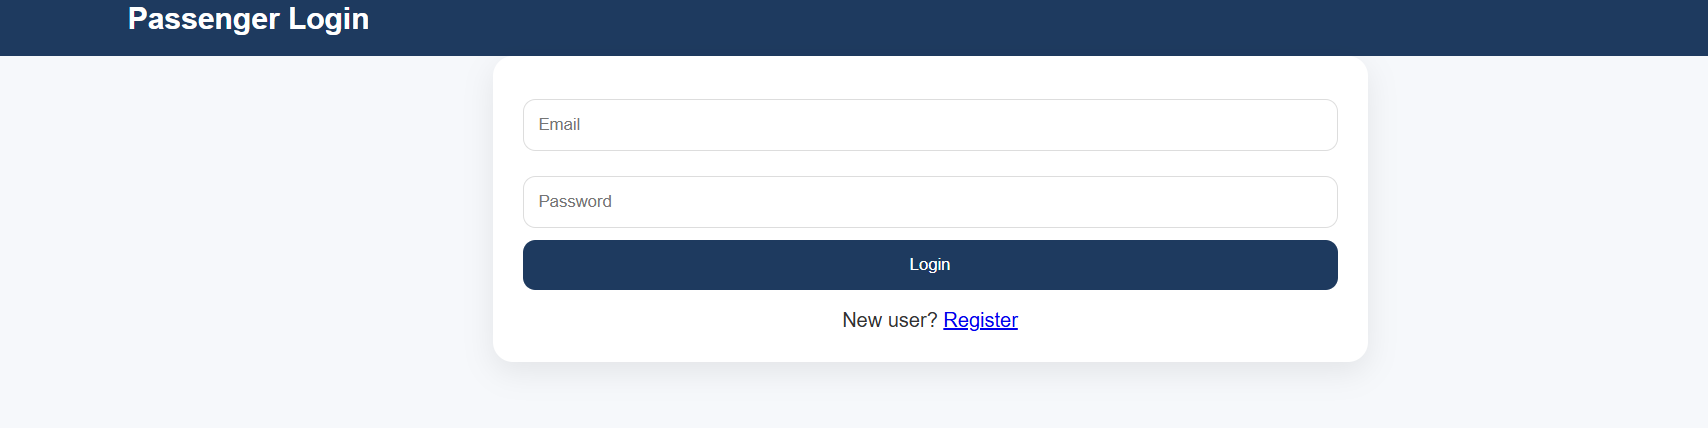 Passenger Login
Email
Password
Login
New user? Register